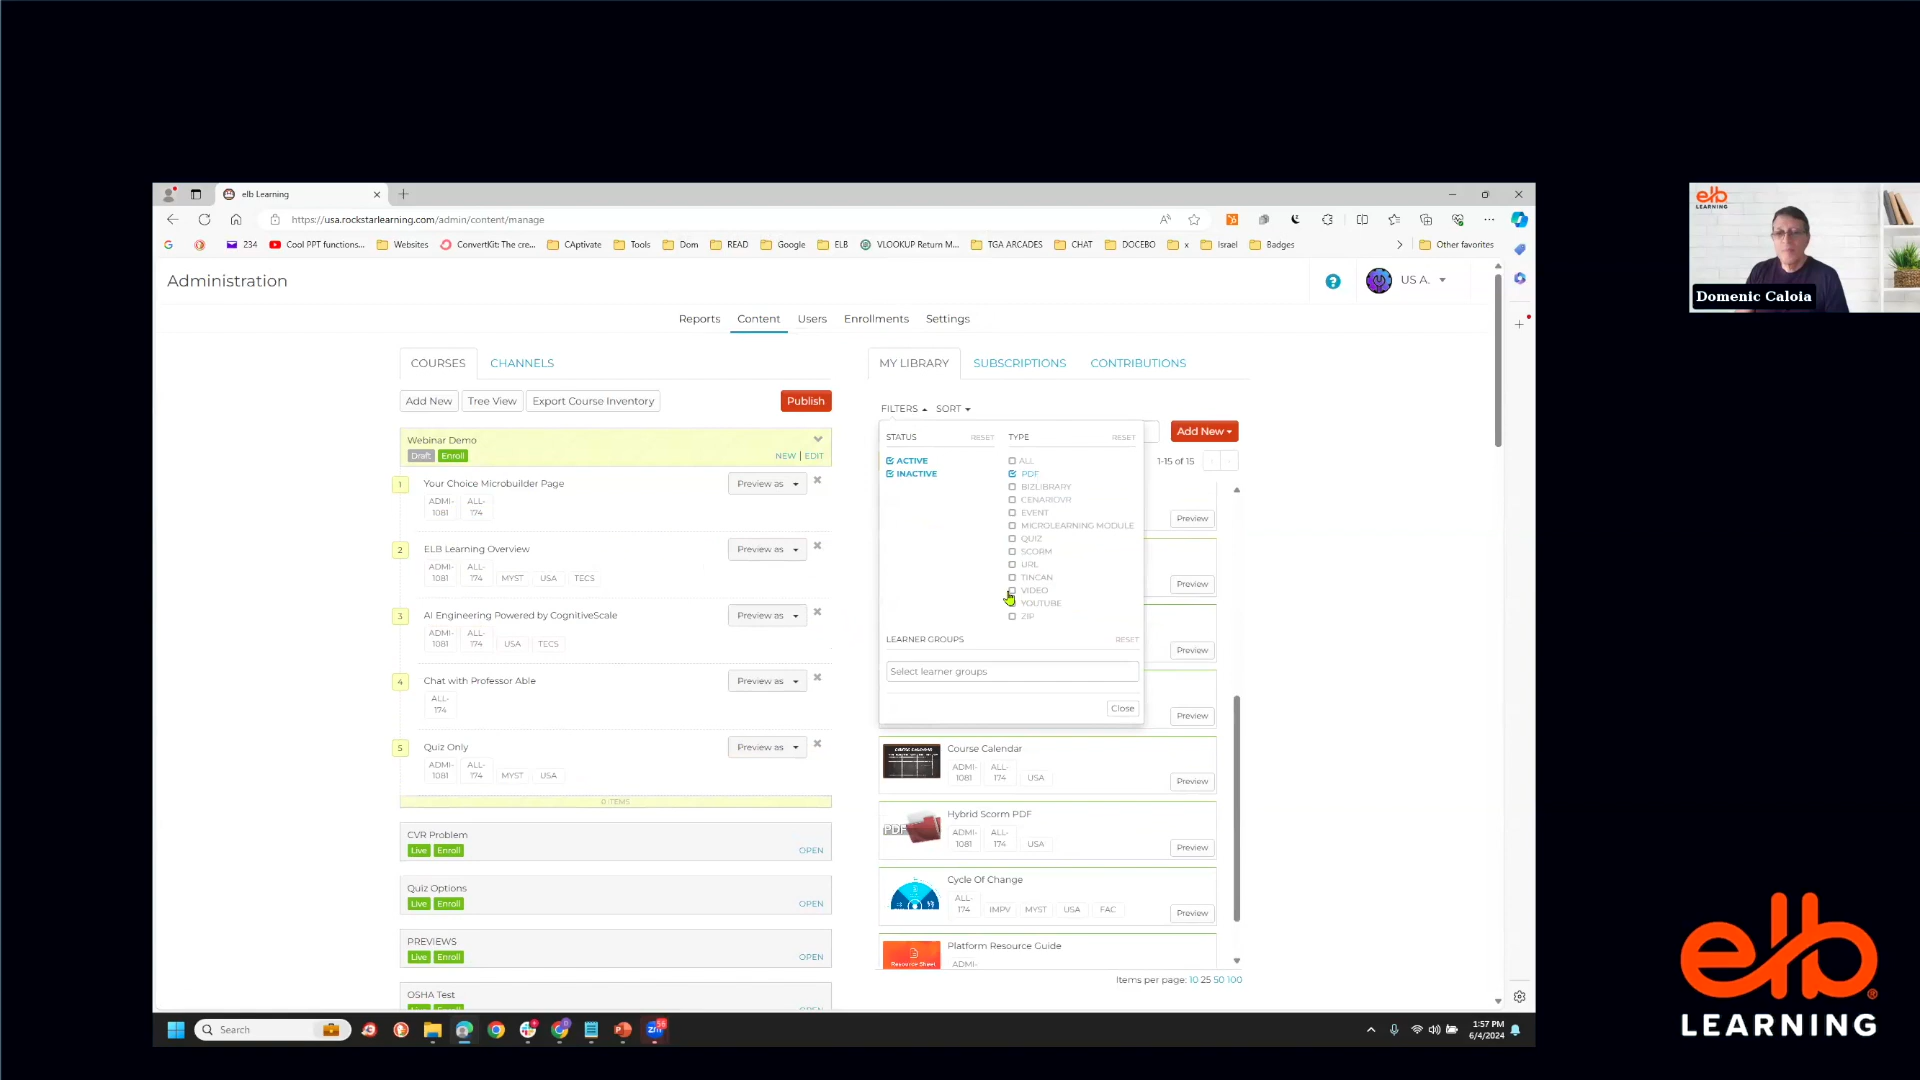 elb Learning
https://usa.rockstarlearning.com/admin/content/manage
234
Cool PPT functions...
Websites
ConvertKit: The cre...
CAptivate
Tools
Dom
READ
Google
ELB
VLOOKUP Return M...
TGA ARCADES
CHAT
DOCEBO
x
Israel
Badges
Other favorites
Administration
US A.
Reports Content Users Enrollments Settings
COURSES CHANNELS
Add New Tree View Export Course Inventory Publish
Webinar Demo
Draft Enroll
NEW | EDIT
1 Your Choice Microbuilder Page Preview as
ADMI-
1081
ALL-
174
2 ELB Learning Overview Preview as
ADMI-
1081
ALL-
174
MYST USA TECS
3 AI Engineering Powered by CognitiveScale Preview as
ADMI-
1081
ALL-
174
USA TECS
4 Chat with Professor Able Preview as
ALL-
174
5 Quiz Only Preview as
ADMI-
1081
ALL-
174
MYST USA
0 ITEMS
CVR Problem
Live Enroll OPEN
Quiz Options
Live Enroll OPEN
PREVIEWS
Live Enroll OPEN
OSHA Test
MY LIBRARY SUBSCRIPTIONS CONTRIBUTIONS
FILTERS SORT
Add New
1-15 of 15
STATUS RESET
ACTIVE
INACTIVE
TYPE RESET
ALL
PDF
BIZLIBRARY
CENARIOVR
EVENT
MICROLEARNING MODULE
QUIZ
SCORM
URL
TINCAN
VIDEO
YOUTUBE
ZIP
LEARNER GROUPS RESET
Select learner groups
Close
Preview
Preview
Preview
Preview
COURSE CALENDAR
Course Calendar
ADMI-
1081
ALL-
174
USA
Preview
PDF
Hybrid Scorm PDF
ADMI-
1081
ALL-
174
USA
Preview
Cycle Of Change
ALL-
174
IMPV MYST USA FAC
Preview
Resource Sheet
Platform Resource Guide
ADMI-
Items per page: 10 25 50 100
Search
1:57 PM
6/4/2024
elb
LEARNING
Domenic Caloia
elb
LEARNING